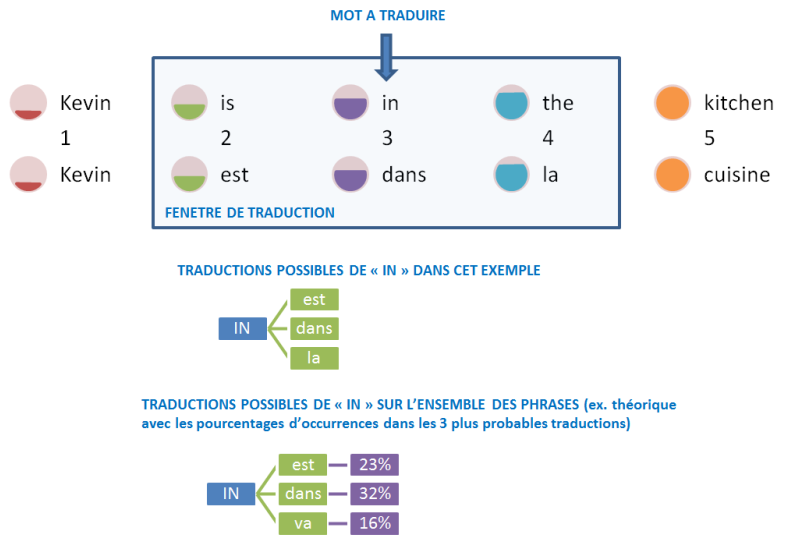 MOT A TRADUIRE
Kevin is in the kitchen
1 2 3 4 5
Kevin est dans la cuisine
FENETRE DE TRADUCTION
TRADUCTIONS POSSIBLES DE « IN » DANS CET EXEMPLE
est
IN dans
la
TRADUCTIONS POSSIBLES DE « IN » SUR L’ENSEMBLE DES PHRASES (ex. théorique
avec les pourcentages d’occurrences dans les 3 plus probables traductions)
est 23%
IN dans 32%
va 16%